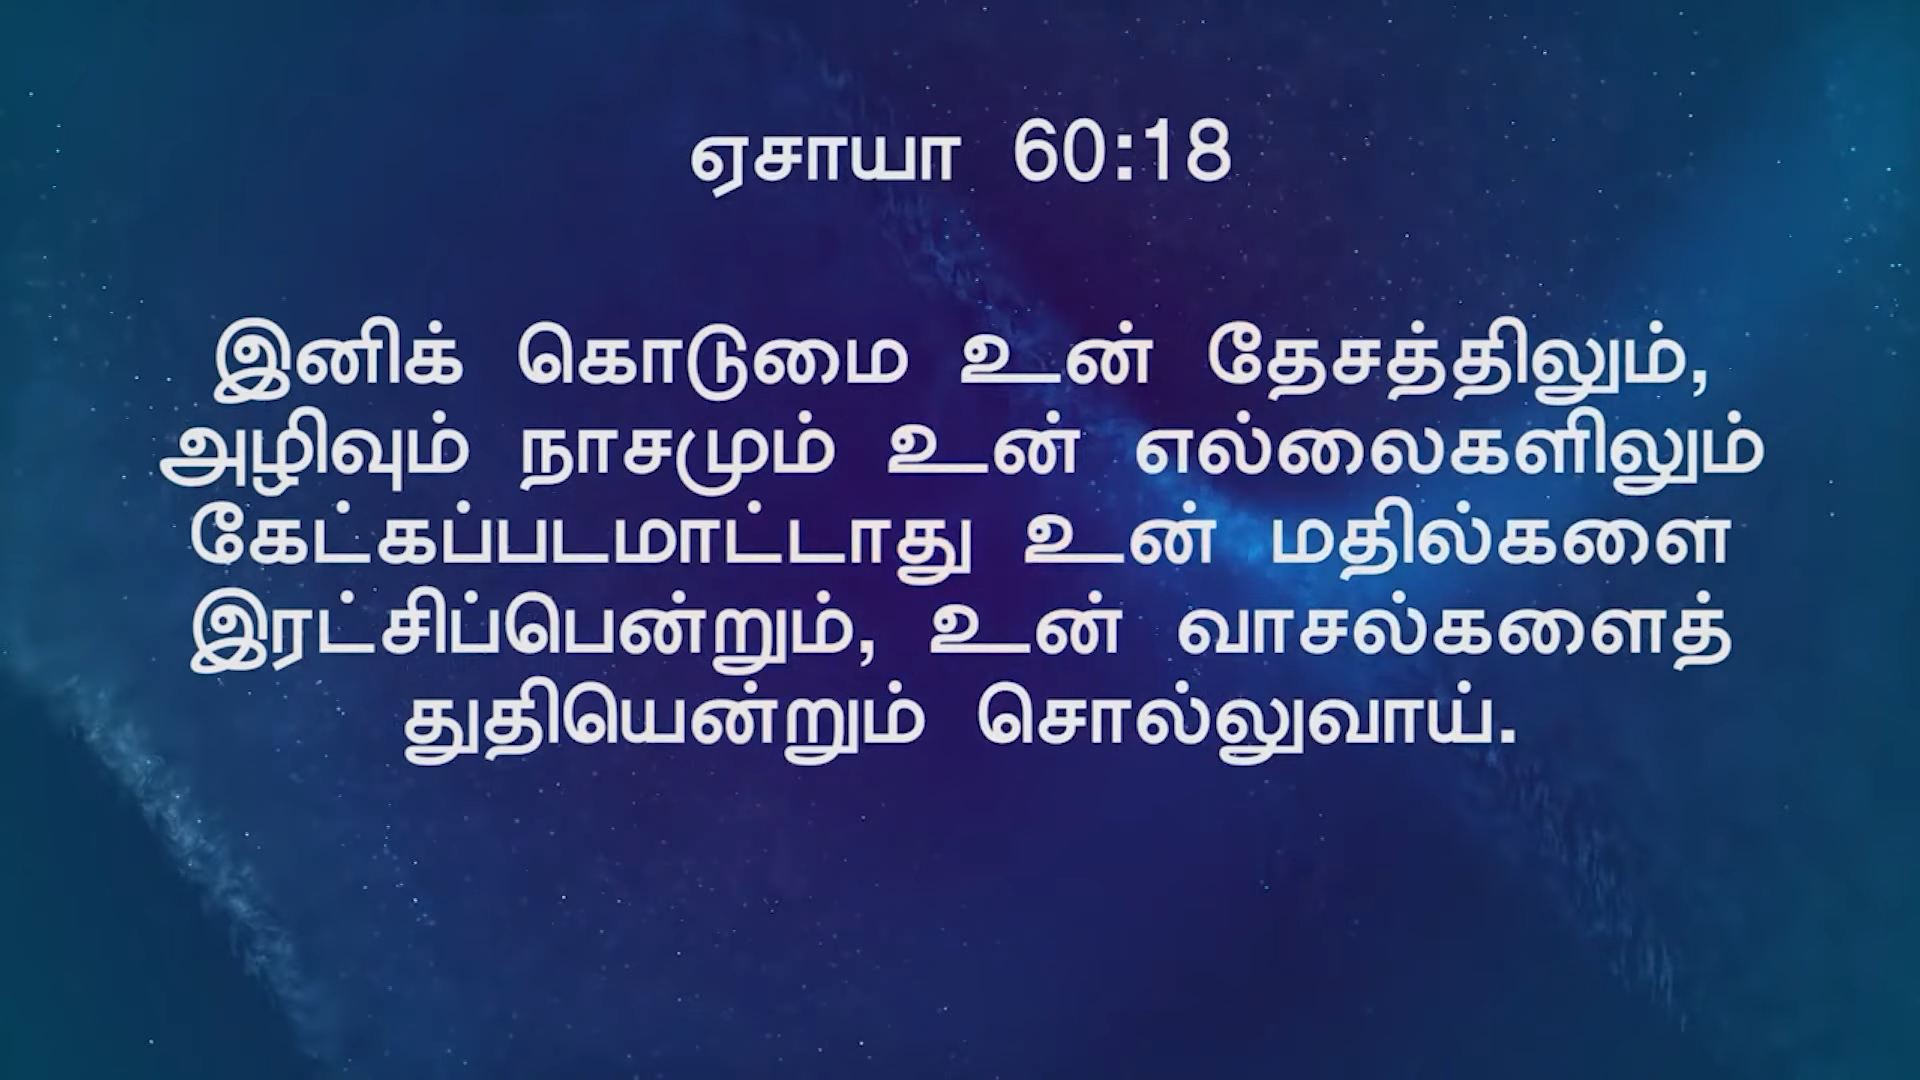 ஏசாயா 60:18
இனிக் கொடுமை உன் தேசத்திலும்,
அழிவும் நாசமும் உன் எல்லைகளிலும்
கேட்கப்படமாட்டாது உன் மதில்களை
இரட்சிப்பென்றும், உன் வாசல்களைத்
துதியென்றும் சொல்லுவாய்.